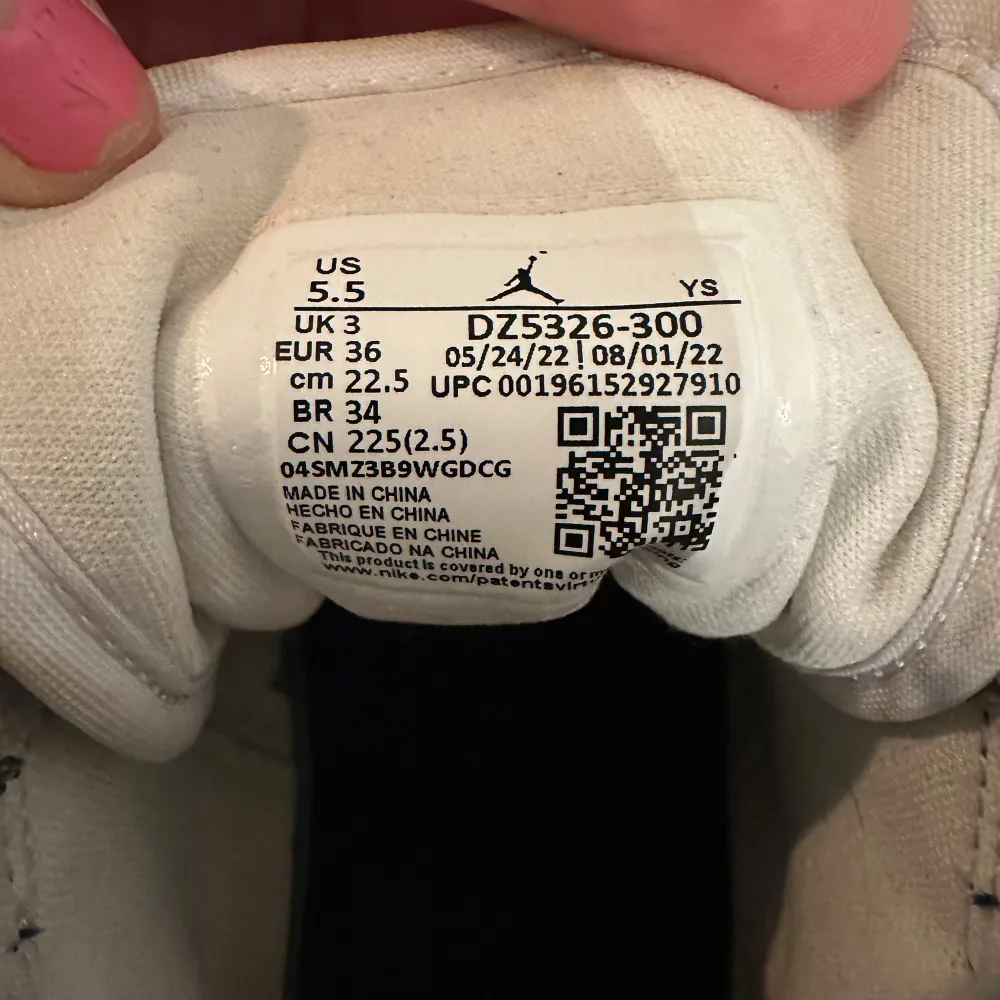 US
5.5
YS
UK 3
DZ5326-300
EUR 36
05/24/22 | 08/01/22
cm 22.5
UPC 00196152927910
BR 34
CN 225(2.5)
04SMZ3B9WGDCG
MADE IN CHINA
HECHO EN CHINA
FABRIQUE EN CHINE
FABRICADO NA CHINA
This product is covered by one or
www.nike.com/patents